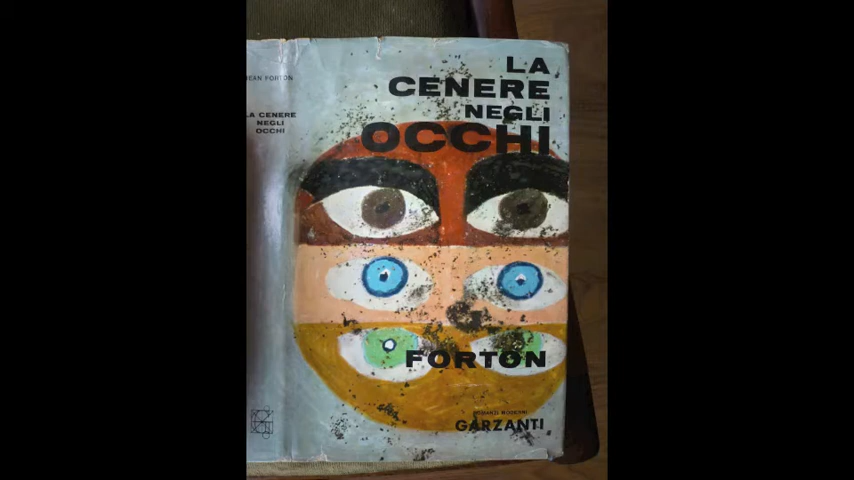 JEAN FORTON
LA CENERE
NEGLI
OCCHI
LA
CENERE
NEGLI
OCCHI
FORTON
ROMANZI MODERNI
GARZANTI